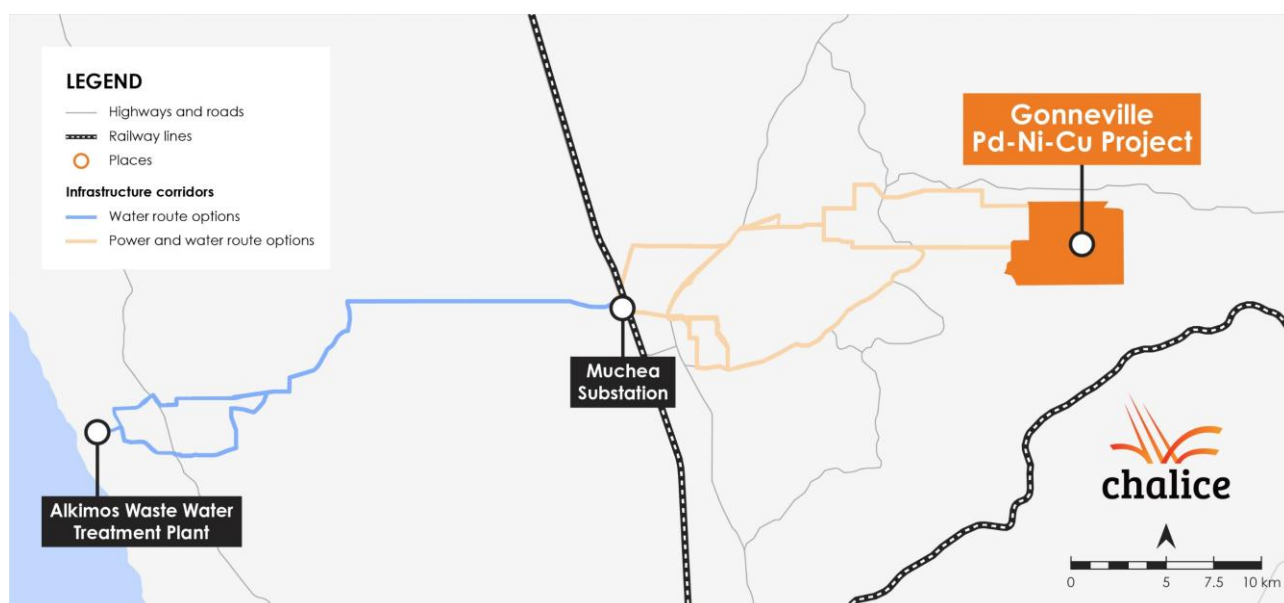 LEGEND
Highways and roads
Railway lines
Places
Infrastructure corridors
Water route options
Power and water route options
Gonneville
Pd-Ni-Cu Project
Muchea
Substation
Alkimos Waste Water
Treatment Plant
chalice
0 5 7.5 10 km